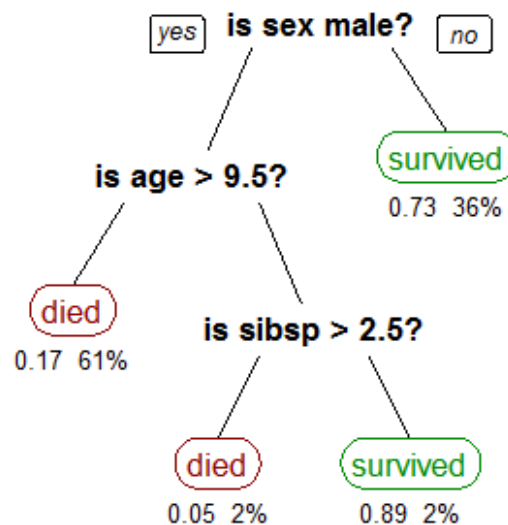 yes
is sex male?
no
survived
0.73 36%
is age > 9.5?
died
0.17 61%
is sibsp > 2.5?
died
0.05 2%
survived
0.89 2%